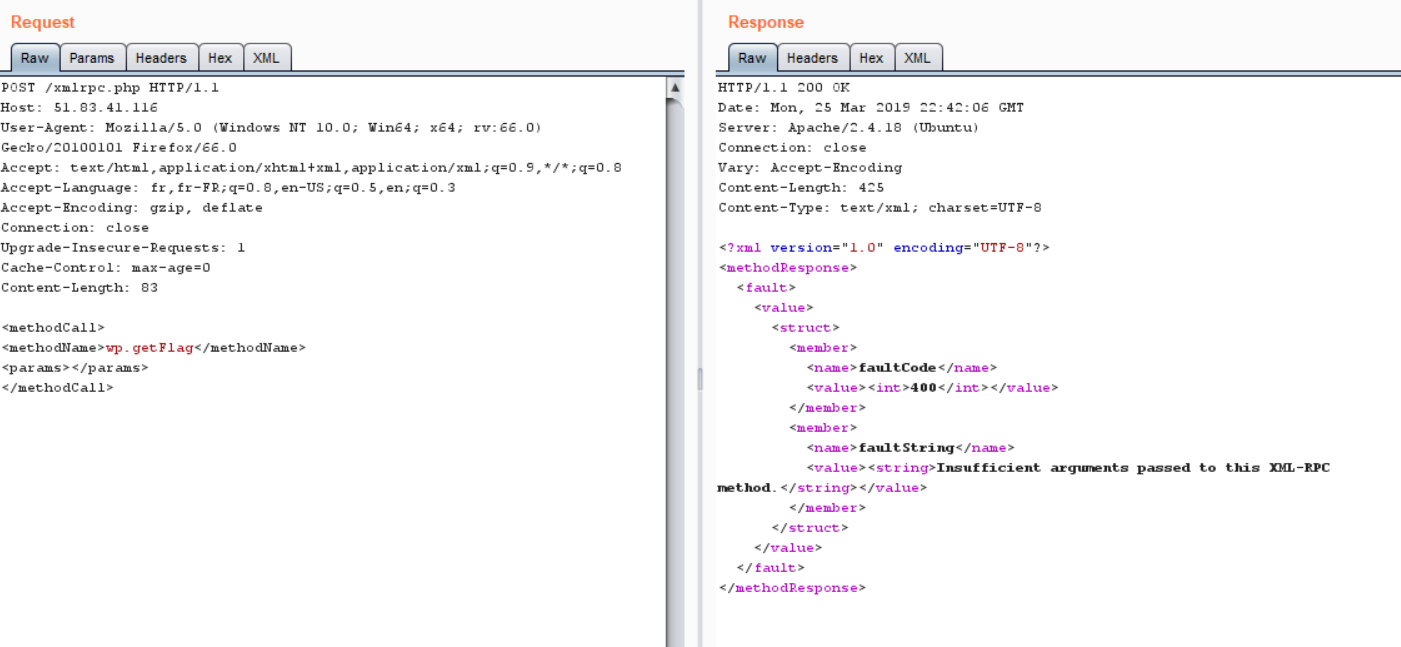 Request
Raw Params Headers Hex XML
POST /xmlrpc.php HTTP/1.1
Host: 51.83.41.116
User-Agent: Mozilla/5.0 (Windows NT 10.0; Win64; x64; rv:66.0)
Gecko/20100101 Firefox/66.0
Accept: text/html,application/xhtml+xml,application/xml;q=0.9,*/*;q=0.8
Accept-Language: fr,fr-FR;q=0.8,en-US;q=0.5,en;q=0.3
Accept-Encoding: gzip, deflate
Connection: close
Upgrade-Insecure-Requests: 1
Cache-Control: max-age=0
Content-Length: 83

<methodCall>
<methodName>wp.getFlag</methodName>
<params></params>
</methodCall>
Response
Raw Headers Hex XML
HTTP/1.1 200 OK
Date: Mon, 25 Mar 2019 22:42:06 GMT
Server: Apache/2.4.18 (Ubuntu)
Connection: close
Vary: Accept-Encoding
Content-Length: 425
Content-Type: text/xml; charset=UTF-8

<?xml version="1.0" encoding="UTF-8"?>
<methodResponse>
  <fault>
    <value>
      <struct>
        <member>
          <name>faultCode</name>
          <value><int>400</int></value>
        </member>
        <member>
          <name>faultString</name>
          <value><string>Insufficient arguments passed to this XML-RPC
method.</string></value>
        </member>
      </struct>
    </value>
  </fault>
</methodResponse>